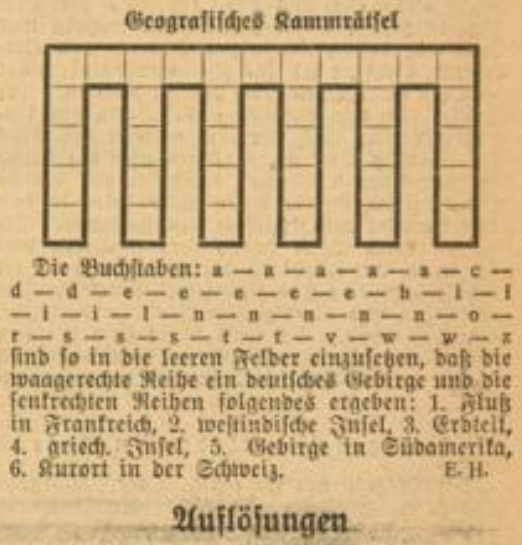 Geografisches Kammrätsel
Die Buchstaben: a — a — a — a — a — c —
d — d — e — e — e — e — e — h — i — i
— i — i — l — n — n — n — n — n — o —
r — s — s — s — t — t — v — w — w — z
sind so in die leeren Felder einzusetzen, daß die
waagerechte Reihe ein deutsches Gebirge und die
senkrechten Reihen folgendes ergeben: 1. Fluß
in Frankreich, 2. westindische Insel, 3. Erdteil,
4. griech. Insel, 5. Gebirge in Südamerika,
6. Kurort in der Schweiz. E. H.
Auflösungen